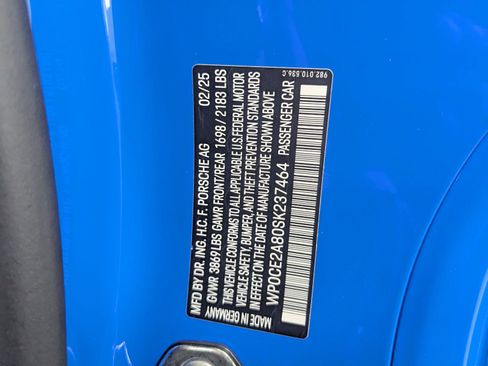 MFD BY DR. ING. H.C. F. PORSCHE AG 02/25
GVWR 3869 LBS GAWR FRONT/REAR 1698 / 2183 LBS
THIS VEHICLE CONFORMS TO ALL APPLICABLE U.S.FEDERAL MOTOR
VEHICLE SAFETY, BUMPER, AND THEFT PREVENTION STANDARDS
IN EFFECT ON THE DATE OF MANUFACTURE SHOWN ABOVE
WP0CE2A80SK237464 PASSENGER CAR
MADE IN GERMANY
982.010.536.C